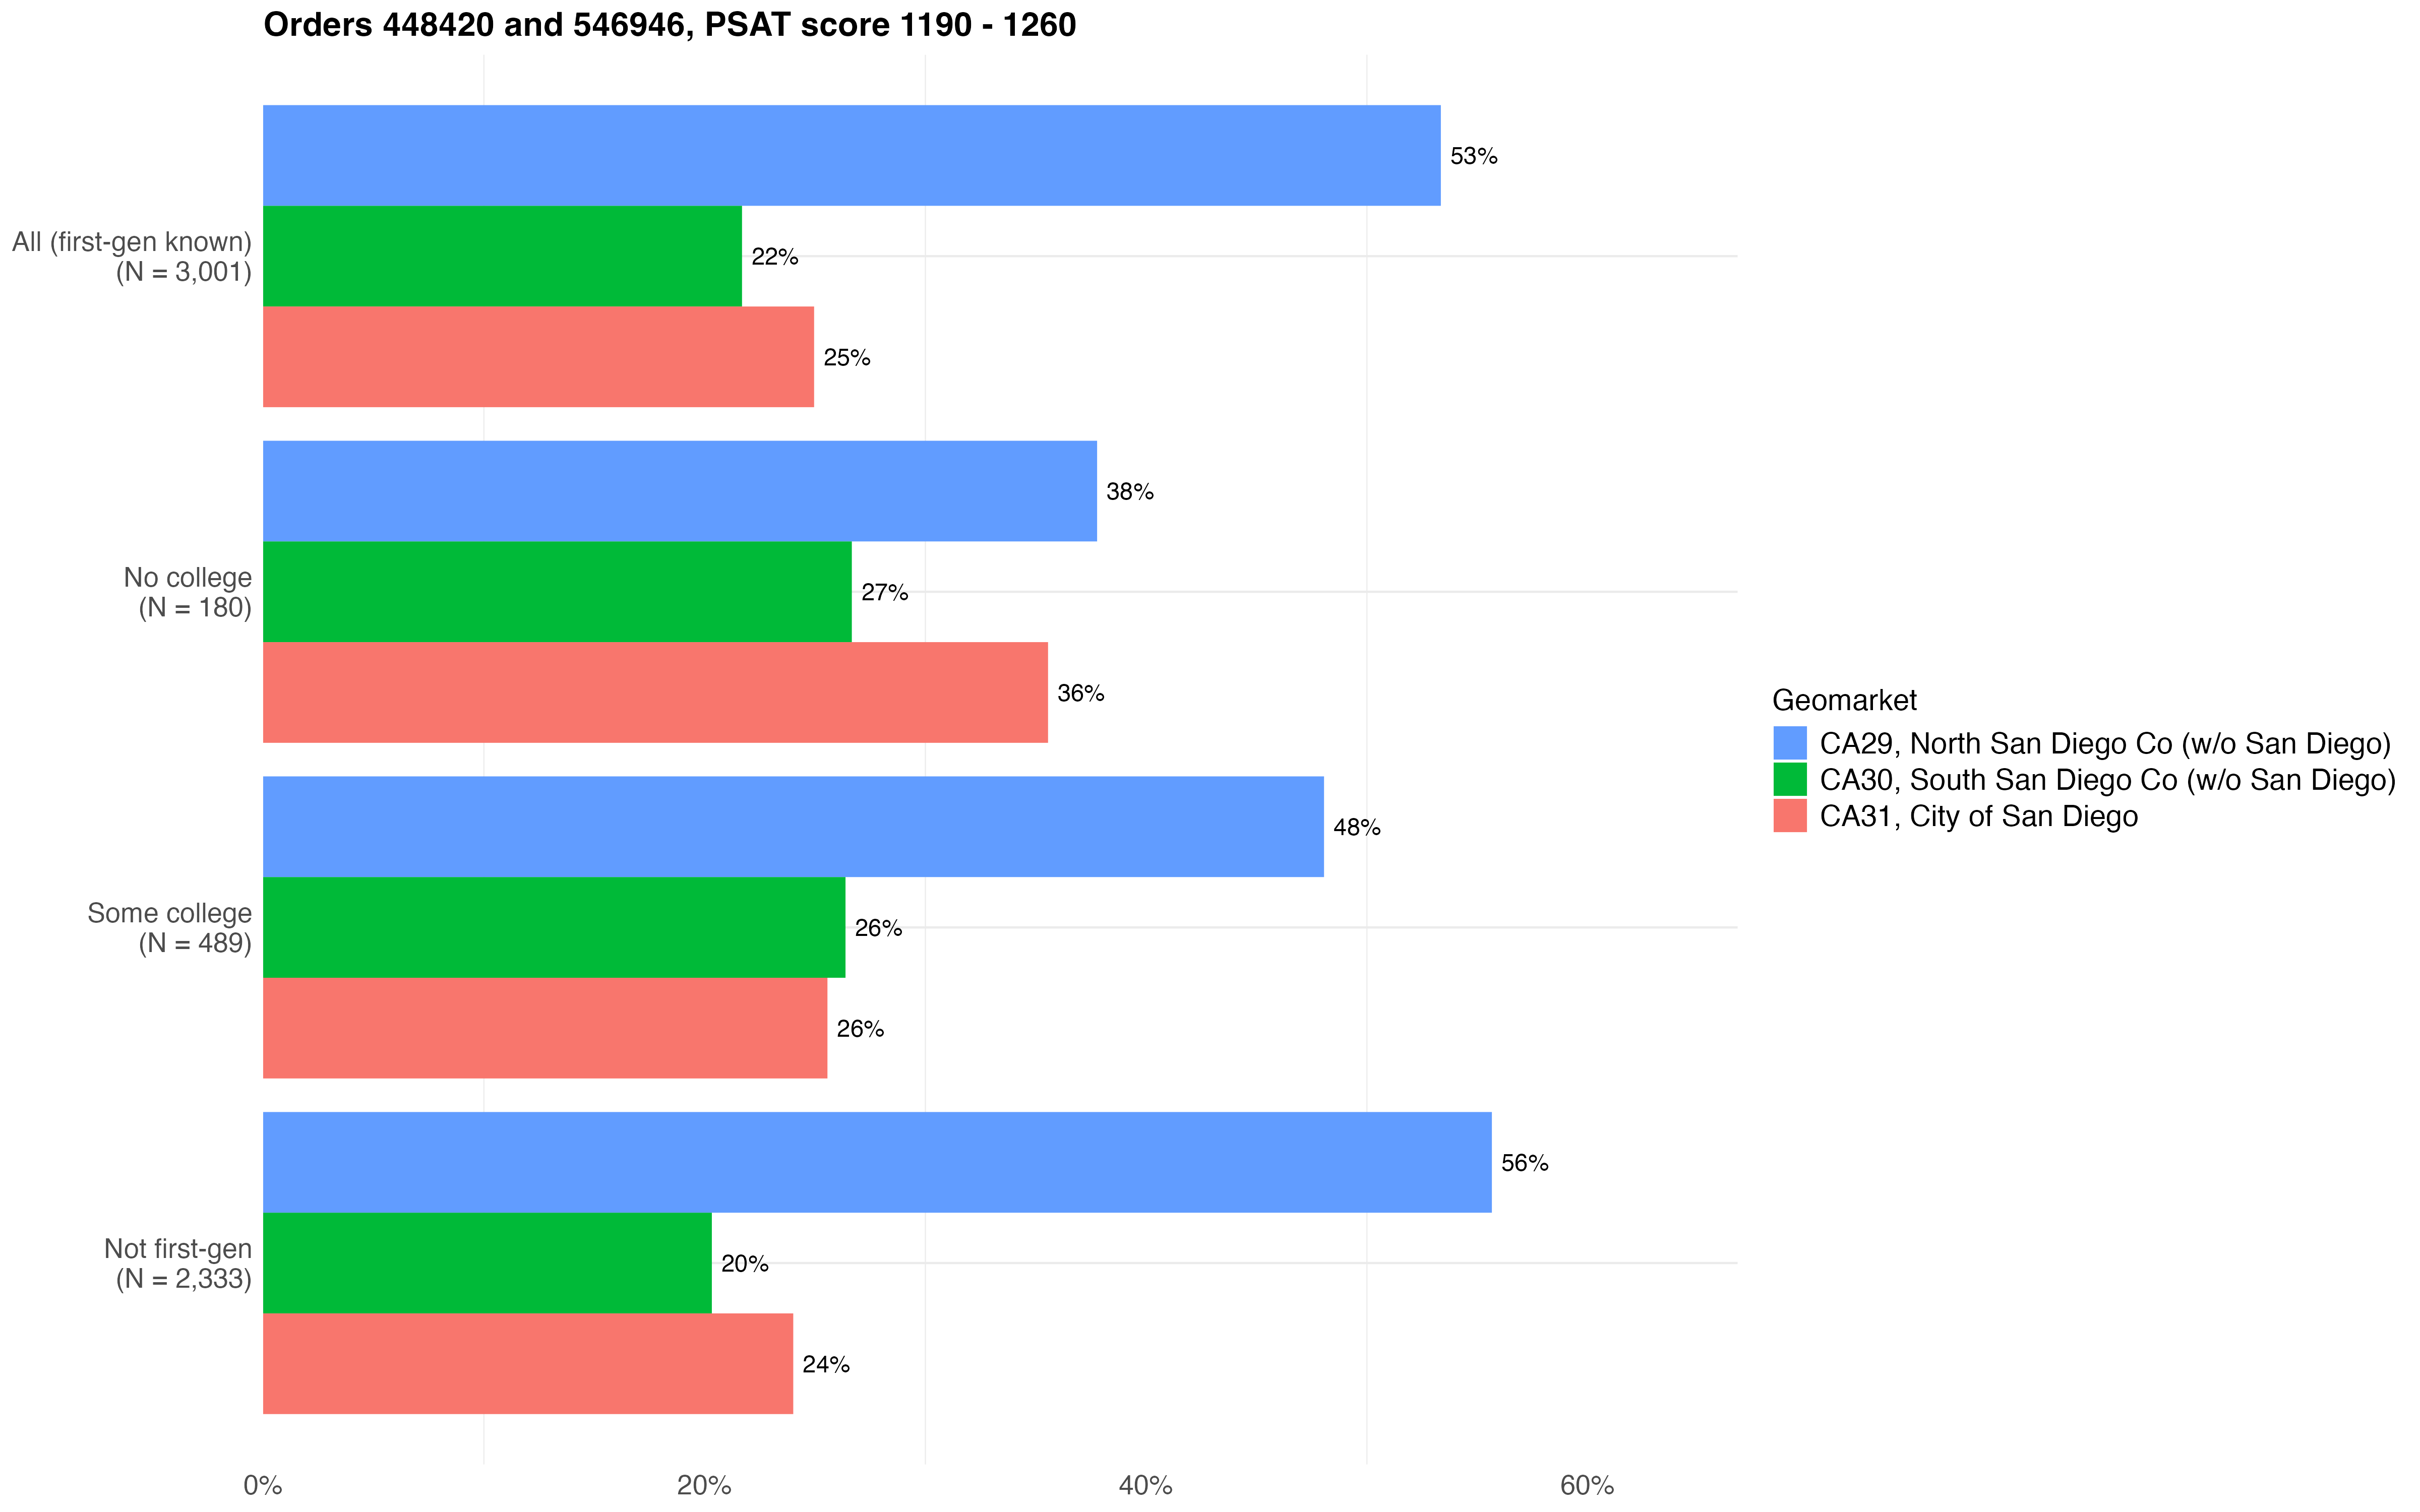 Orders 448420 and 546946, PSAT score 1190 - 1260
All (first-gen known)
(N = 3,001)
53%
22%
25%
No college
(N = 180)
38%
27%
36%
Some college
(N = 489)
48%
26%
26%
Not first-gen
(N = 2,333)
56%
20%
24%
0%
20%
40%
60%
Geomarket
CA29, North San Diego Co (w/o San Diego)
CA30, South San Diego Co (w/o San Diego)
CA31, City of San Diego